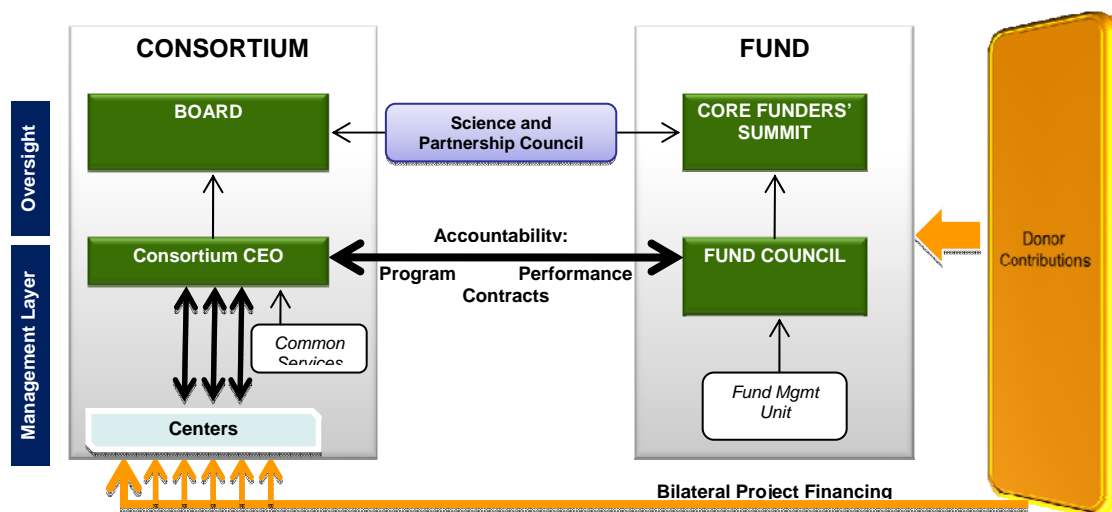 CONSORTIUM
FUND
Oversight
BOARD
Science and
Partnership Council
CORE FUNDERS'
SUMMIT
Management Layer
Consortium CEO
Accountability:
Program Performance
Contracts
FUND COUNCIL
Donor
Contributions
Common
Services
Fund Mgmt
Unit
Centers
Bilateral Project Financing